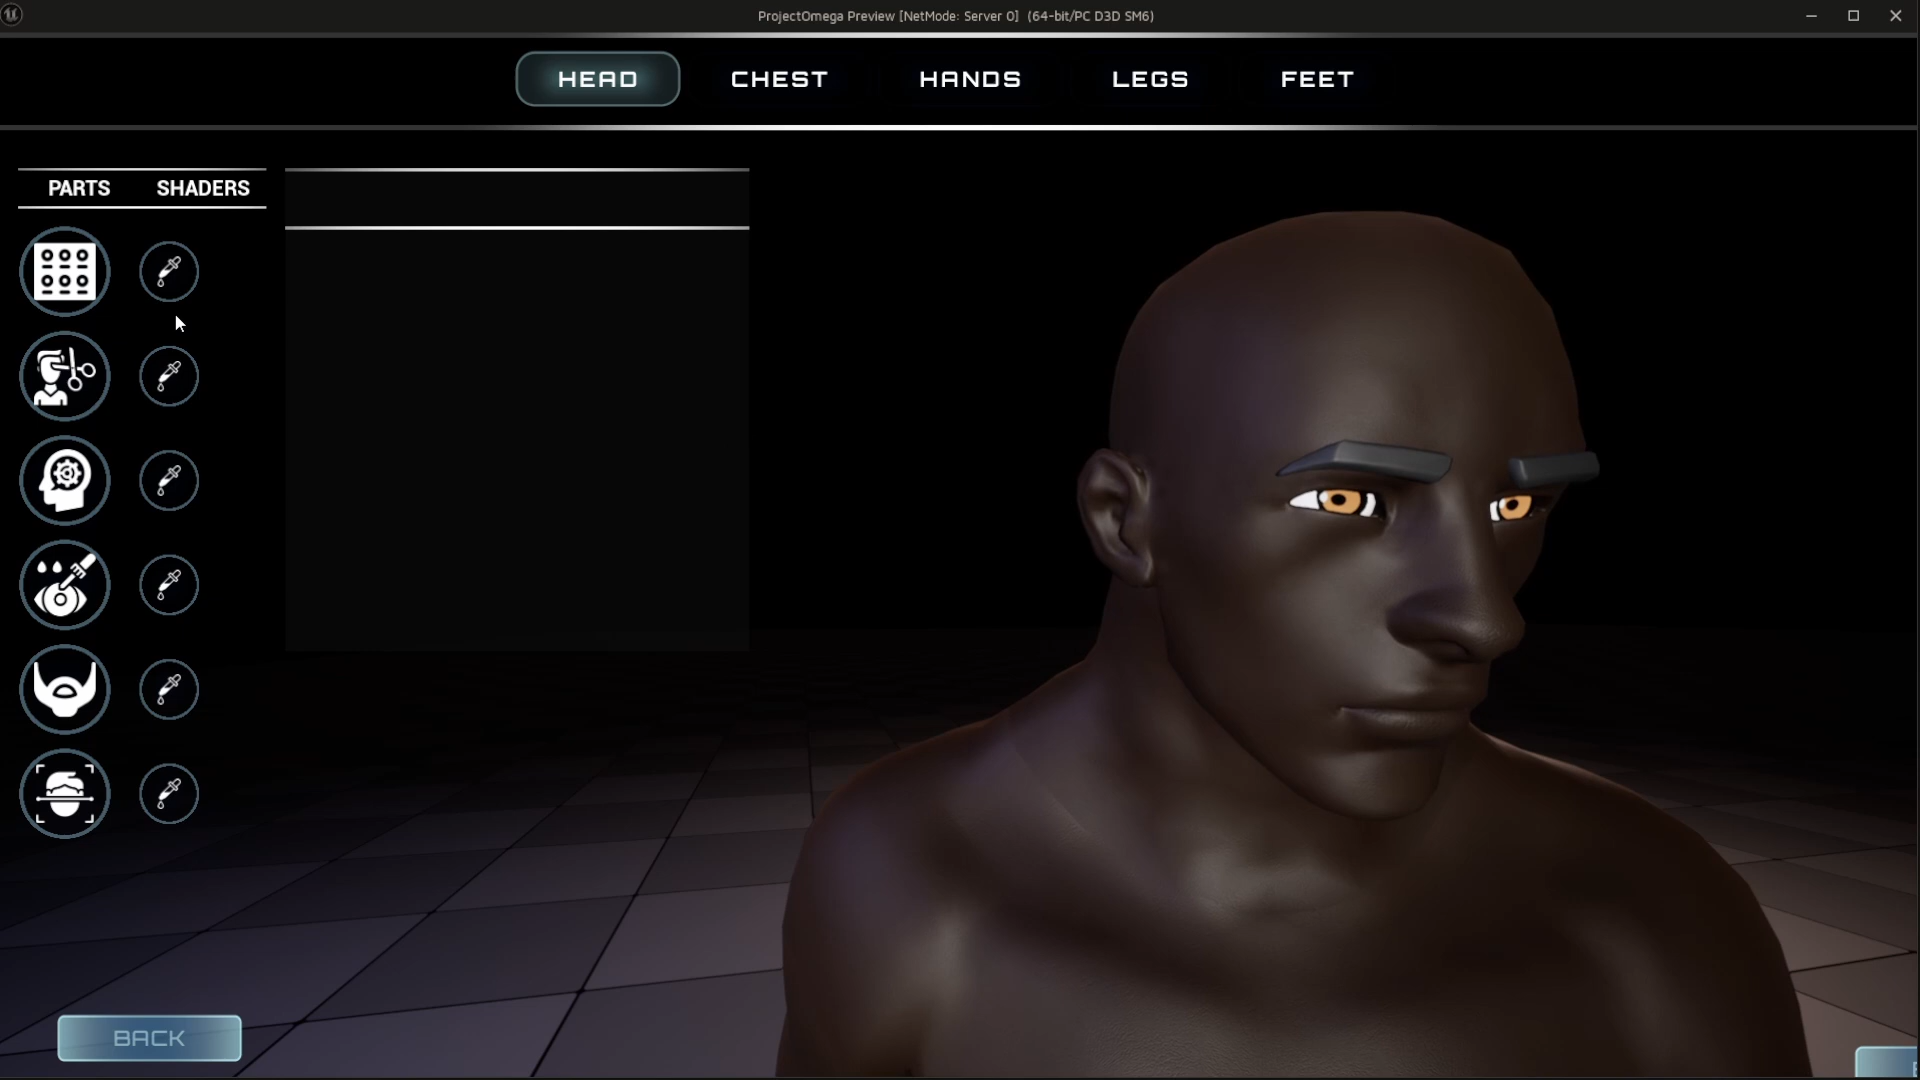 ProjectOmega Preview [NetMode: Server 0] (64-bit/PC D3D SM6)
HEAD
CHEST
HANDS
LEGS
FEET
PARTS
SHADERS
BACK